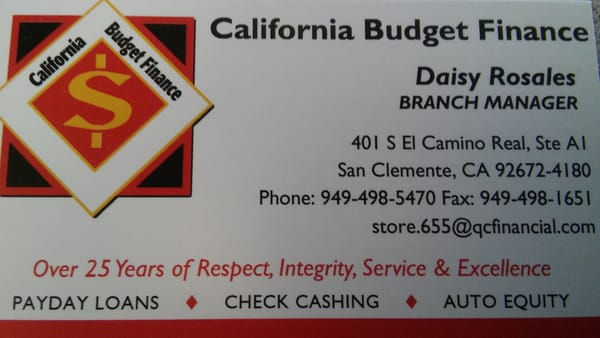 California
Budget Finance
$
California Budget Finance
Daisy Rosales
BRANCH MANAGER
401 S El Camino Real, Ste A1
San Clemente, CA 92672-4180
Phone: 949-498-5470 Fax: 949-498-1651
store.655@qcfinancial.com
Over 25 Years of Respect, Integrity, Service & Excellence
PAYDAY LOANS ♦ CHECK CASHING ♦ AUTO EQUITY